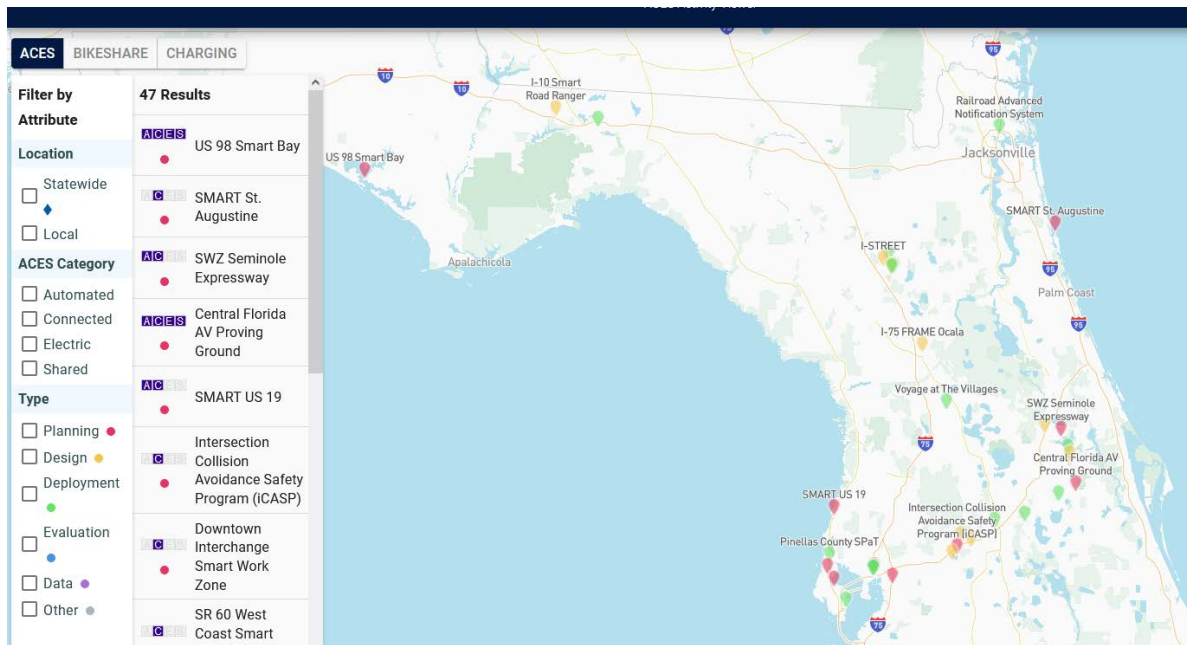 ACES
BIKESHARE
CHARGING
Filter by
Attribute
Location
Statewide
Local
ACES Category
Automated
Connected
Electric
Shared
Type
Planning
Design
Deployment
Evaluation
Data
Other
47 Results
ACES
US 98 Smart Bay
ACES
SMART St.
Augustine
ACES
SWZ Seminole
Expressway
ACES
Central Florida
AV Proving
Ground
ACES
SMART US 19
ACES
Intersection
Collision
Avoidance Safety
Program (iCASP)
ACES
Downtown
Interchange
Smart Work
Zone
ACES
SR 60 West
Coast Smart
95
10
10
I-10 Smart
Road Ranger
Railroad Advanced
Notification System
Jacksonville
US 98 Smart Bay
SMART St. Augustine
I-STREET
Apalachicola
95
Palm Coast
95
I-75 FRAME Ocala
Voyage at The Villages
SWZ Seminole
Expressway
75
Central Florida AV
Proving Ground
SMART US 19
Intersection Collision
Avoidance Safety
Program (iCASP)
Pinellas County SPaT
75